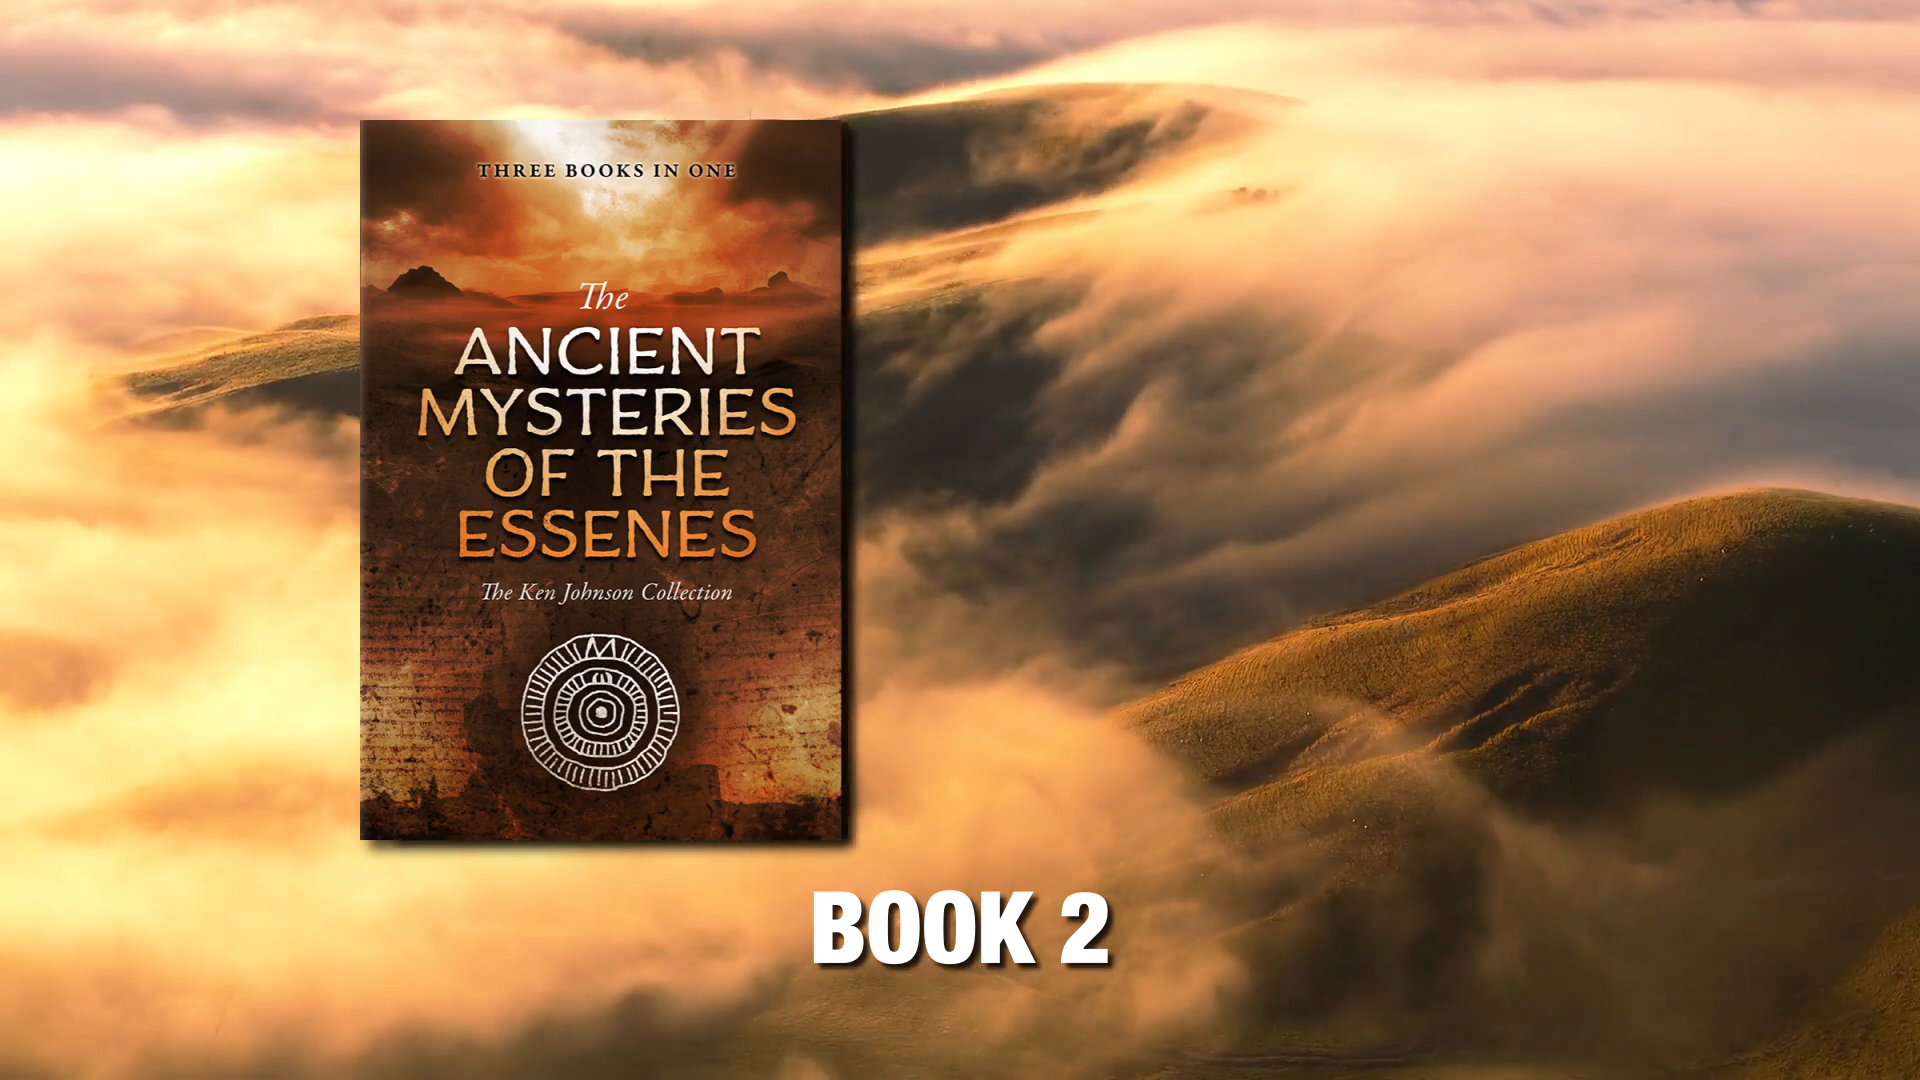 THREE BOOKS IN ONE
The
ANCIENT
MYSTERIES
OF THE
ESSENES
The Ken Johnson Collection
BOOK 2